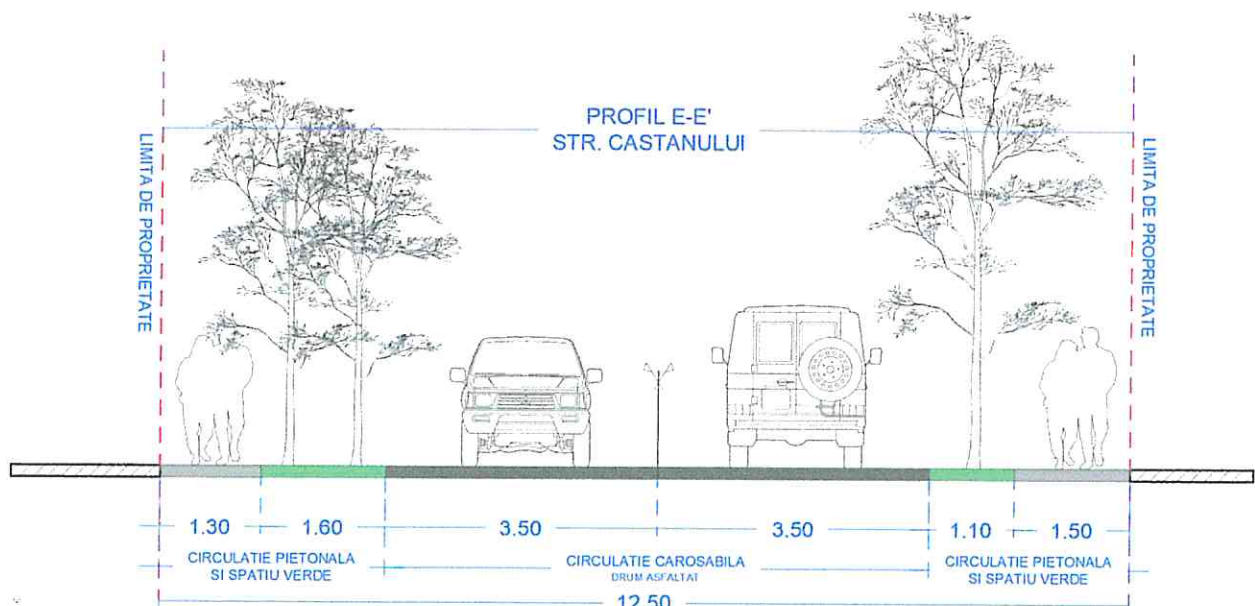 PROFIL E-E'
STR. CASTANULUI
LIMITA DE PROPRIETATE
LIMITA DE PROPRIETATE
1.30 1.60 3.50 3.50 1.10 1.50
CIRCULATIE PIETONALA
SI SPATIU VERDE
CIRCULATIE CAROSABILA
DRUM ASFALTAT
CIRCULATIE PIETONALA
SI SPATIU VERDE
12.50